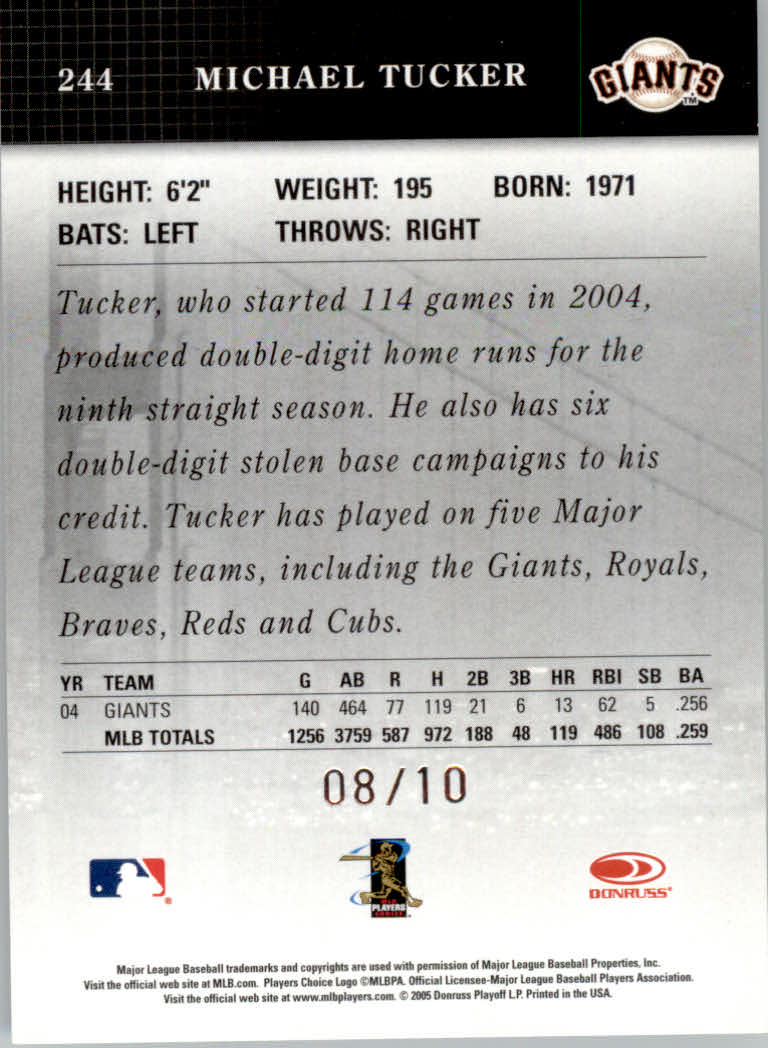 244 MICHAEL TUCKER GIANTS TM
HEIGHT: 6'2" WEIGHT: 195 BORN: 1971
BATS: LEFT THROWS: RIGHT
Tucker, who started 114 games in 2004,
produced double-digit home runs for the
ninth straight season. He also has six
double-digit stolen base campaigns to his
credit. Tucker has played on five Major
League teams, including the Giants, Royals,
Braves, Reds and Cubs.
YR TEAM G AB R H 2B 3B HR RBI SB BA
04 GIANTS 140 464 77 119 21 6 13 62 5 .256
MLB TOTALS 1256 3759 587 972 188 48 119 486 108 .259
08/10
MLB
PLAYERS
CHOICE
DONRUSS®
Major League Baseball trademarks and copyrights are used with permission of Major League Baseball Properties, Inc.
Visit the official web site at MLB.com. Players Choice Logo ©MLBPA. Official Licensee-Major League Baseball Players Association.
Visit the official web site at www.mlbplayers.com. © 2005 Donruss Playoff L.P. Printed in the USA.